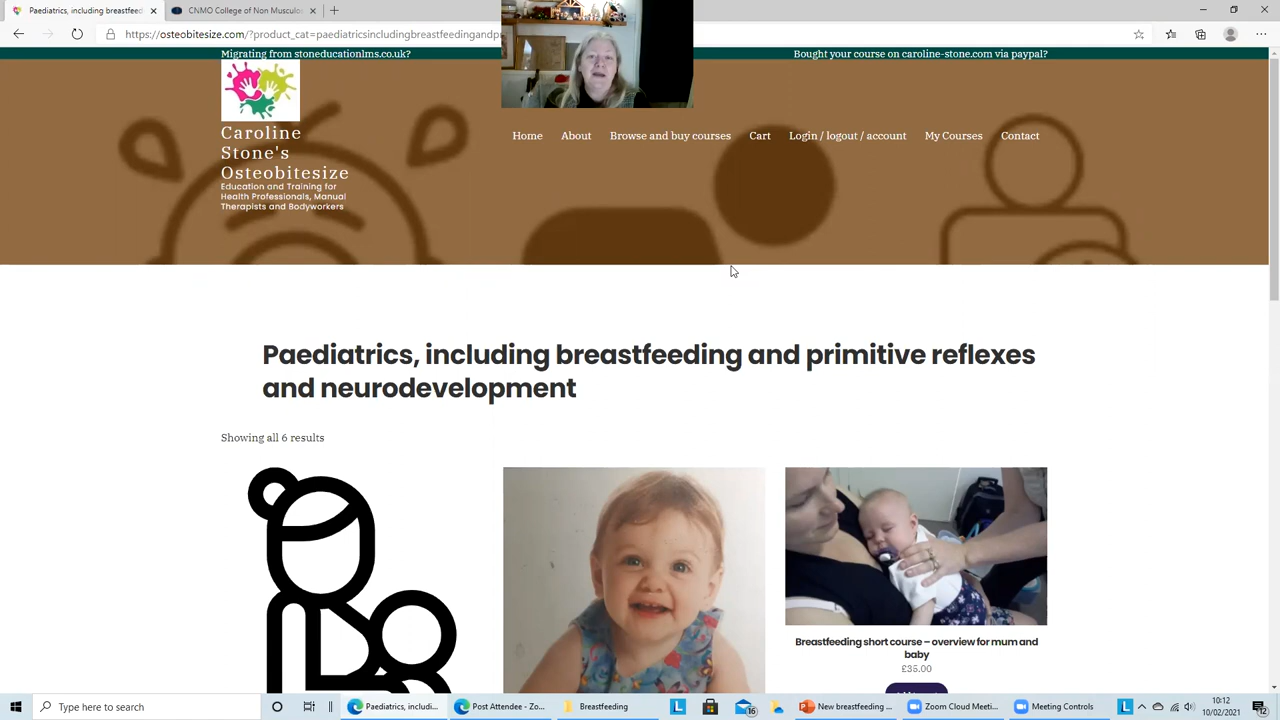 Paediatrics, including breastfeed
CNMO College of Non Musculos
https://osteobitesize.com/?product_cat=paediatricsincludingbreastfeedingandp
Migrating from stoneducationlms.co.uk?
Bought your course on caroline-stone.com via paypal?
Caroline
Stone's
Osteobitesize
Education and Training for
Health Professionals, Manual
Therapists and Bodyworkers
Home About Browse and buy courses Cart Login / logout / account My Courses Contact
Paediatrics, including breastfeeding and primitive reflexes
and neurodevelopment
Showing all 6 results
Breastfeeding short course – overview for mum and
baby
£35.00
Type here to search
Paediatrics, includi...
Post Attendee - Zo...
Breastfeeding
L
16
New breastfeeding ...
Zoom Cloud Meeti...
Meeting Controls
L
10:12
10/02/2021